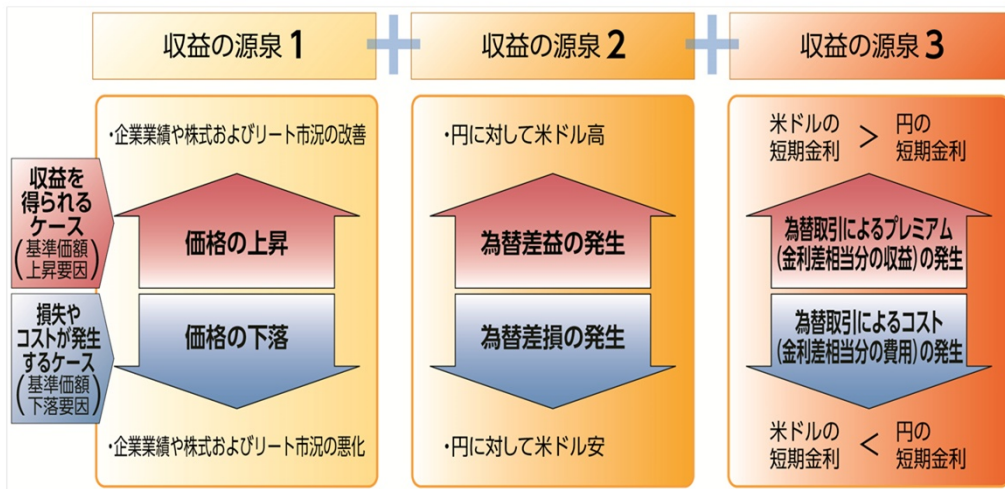 収益の源泉1
+
収益の源泉2
+
収益の源泉3
収益を
得られる
ケース
(基準価額
上昇要因)
損失や
コストが発生
するケース
(基準価額
下落要因)
・企業業績や株式およびリート市況の改善
価格の上昇
価格の下落
・企業業績や株式およびリート市況の悪化
・円に対して米ドル高
為替差益の発生
為替差損の発生
・円に対して米ドル安
米ドルの
短期金利
>
円の
短期金利
為替取引によるプレミアム
(金利差相当分の収益)の発生
為替取引によるコスト
(金利差相当分の費用)の発生
米ドルの
短期金利
<
円の
短期金利